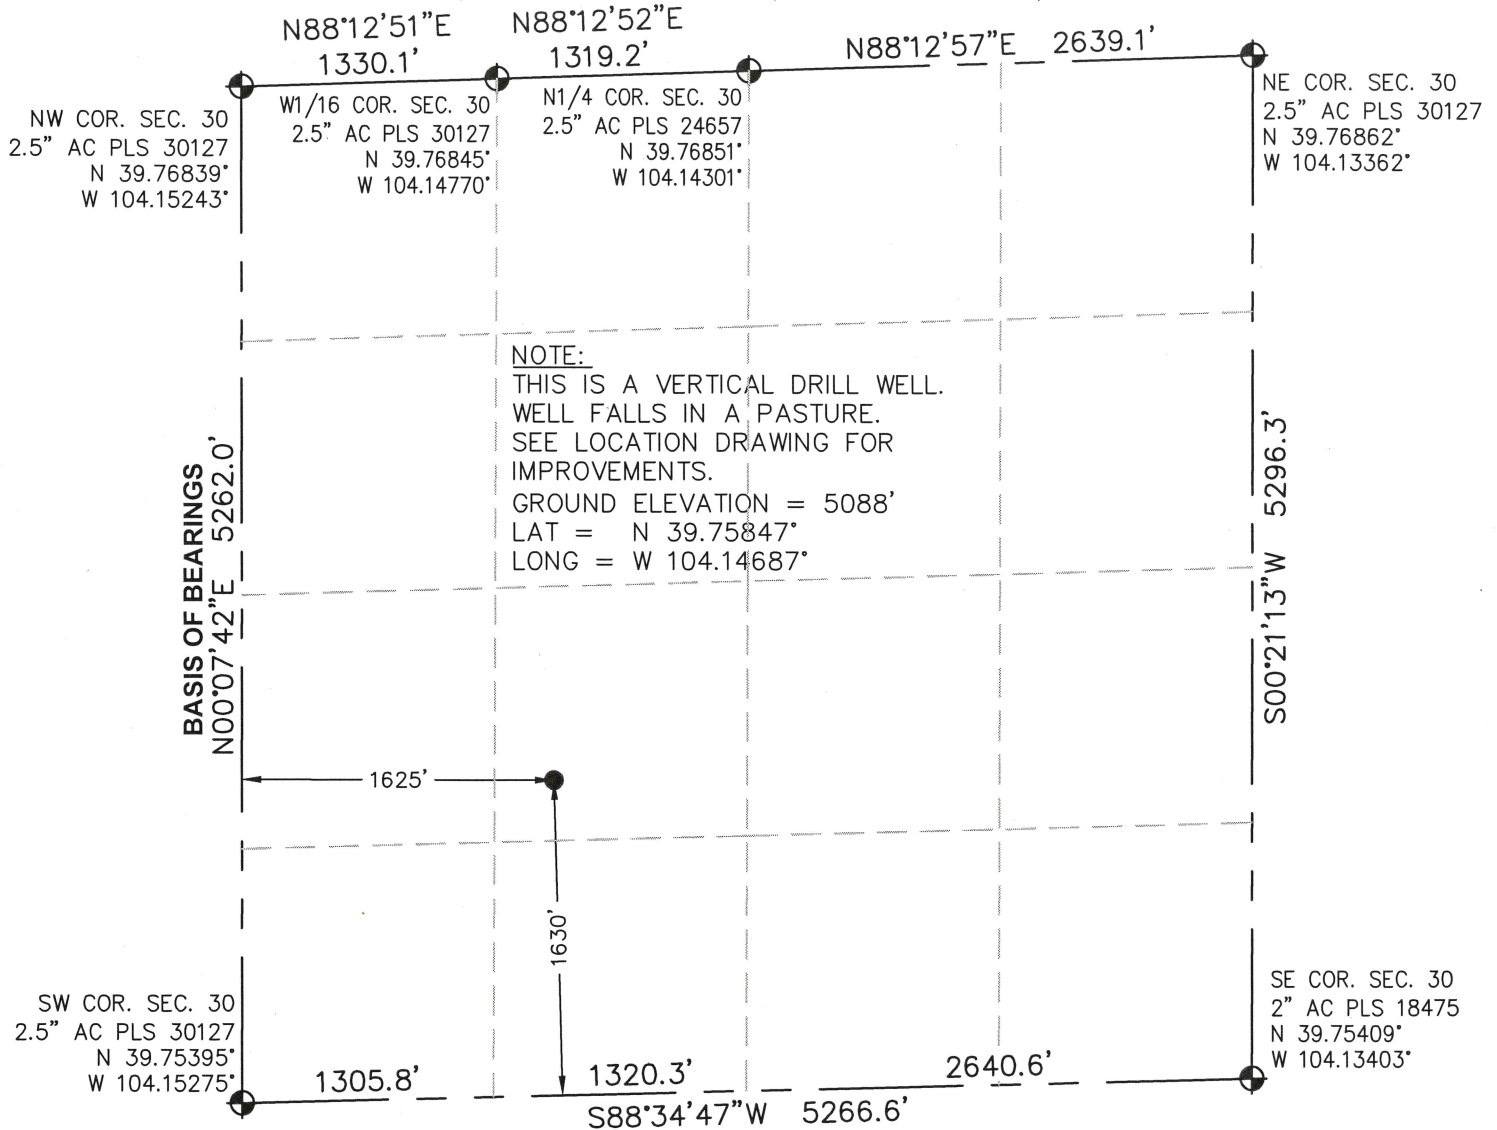 N88°12'51"E
1330.1'
N88°12'52"E
1319.2'
N88°12'57"E 2639.1'
NW COR. SEC. 30
2.5" AC PLS 30127
N 39.76839°
W 104.15243°
W1/16 COR. SEC. 30
2.5" AC PLS 30127
N 39.76845°
W 104.14770°
N1/4 COR. SEC. 30
2.5" AC PLS 24657
N 39.76851°
W 104.14301°
NE COR. SEC. 30
2.5" AC PLS 30127
N 39.76862°
W 104.13362°
NOTE:
THIS IS A VERTICAL DRILL WELL.
WELL FALLS IN A PASTURE.
SEE LOCATION DRAWING FOR
IMPROVEMENTS.
GROUND ELEVATION = 5088'
LAT = N 39.75847°
LONG = W 104.14687°
BASIS OF BEARINGS
N00°07'42"E 5262.0'
S00°21'13"W 5296.3'
1625'
1630'
SW COR. SEC. 30
2.5" AC PLS 30127
N 39.75395°
W 104.15275°
SE COR. SEC. 30
2" AC PLS 18475
N 39.75409°
W 104.13403°
1305.8'
1320.3'
2640.6'
S88°34'47"W 5266.6'